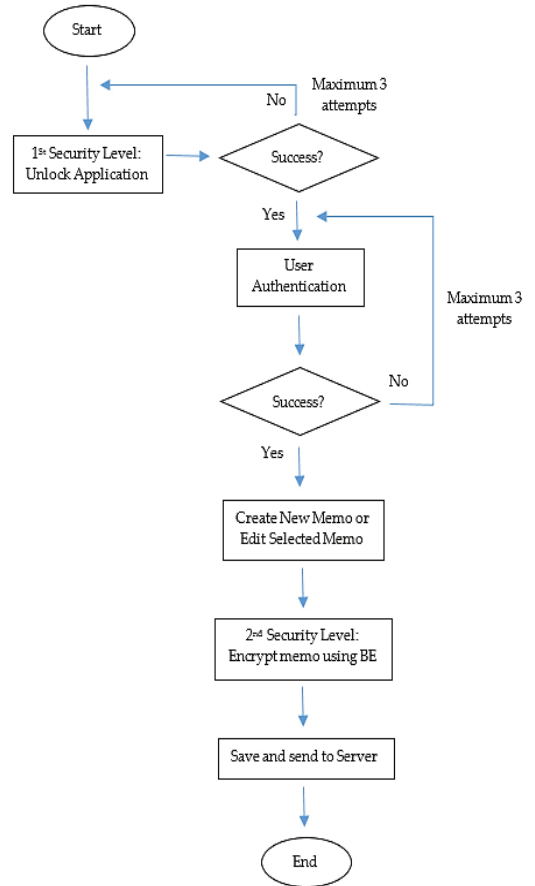 Start
Maximum 3
attempts
No
1St Security Level:
Unlock Application
Success?
Yes
User
Authentication
Maximum 3
attempts
No
Success?
Yes
Create New Memo or
Edit Selected Memo
2nd Security Level:
Encrypt memo using BE
Save and send to Server
End